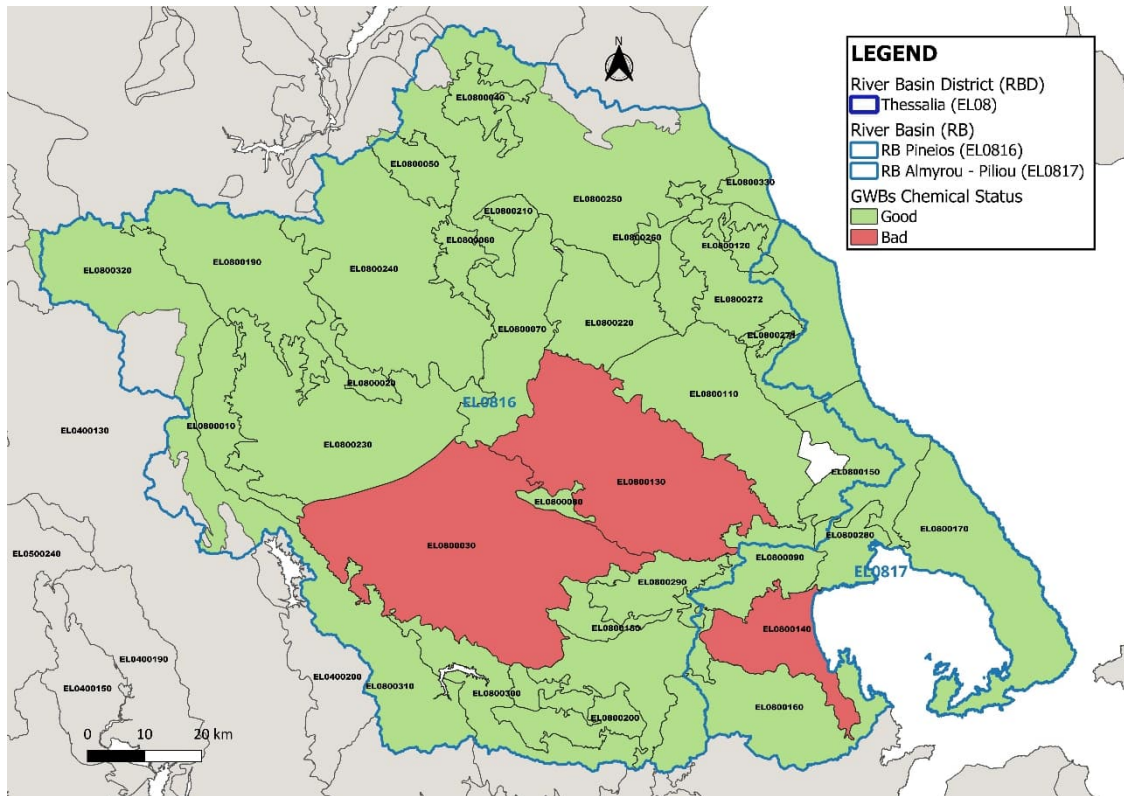 N
LEGEND
River Basin District (RBD)
Thessalia (EL08)
River Basin (RB)
RB Pineios (EL0816)
RB Almyrou - Piliou (EL0817)
GWBs Chemical Status
Good
Bad
EL0800040
EL0800050
EL0800330
EL0800210
EL0800250
EL0800060
EL0800260
EL0800120
EL0800320
EL0800190
EL0800240
EL0800272
EL0800070
EL0800220
EL0800271
EL0800020
EL0816
EL0800110
EL0400130
EL0800010
EL0800230
EL0800150
EL0800130
EL0800080
EL0800170
EL0800280
EL0800030
EL0500240
EL0800090
EL0817
EL0800290
EL0800180
EL0800140
EL0400190
EL0400200
EL0400150
EL0800310
EL0800300
EL0800160
EL0800200
0 10 20 km